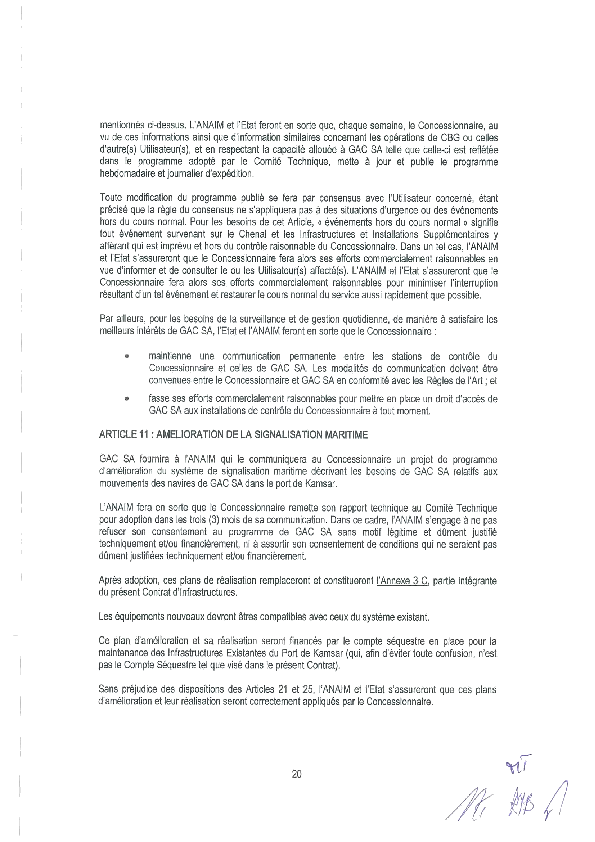 mentionnés ci-dessus. L'ANAIM et l'Etat feront en sorte que, chaque semaine, le Concessionnaire, au
vu de ces informations ainsi que d'information similaires concernant les opérations de CBG ou celles
d'autre(s) Utilisateur(s), et en respectant la capacité allouée à GAC SA telle que celle-ci est reflétée
dans le programme adopté par le Comité Technique, mette à jour et publie le programme
hebdomadaire et journalier d'expédition.
Toute modification du programme publié se fera par consensus avec l'Utilisateur concerné, étant
précisé que la règle du consensus ne s'appliquera pas à des situations d'urgence ou des événements
hors du cours normal. Pour les besoins de cet Article, « événements hors du cours normal » signifie
tout événement survenant sur le Chenal et les Infrastructures et Installations Supplémentaires y
afférant qui est imprévu et hors du contrôle raisonnable du Concessionnaire. Dans un tel cas, l'ANAIM
et l'Etat s'assureront que le Concessionnaire fera alors ses efforts commercialement raisonnables en
vue d'informer et de consulter le ou les Utilisateur(s) affecté(s). L'ANAIM et l'Etat s'assureront que le
Concessionnaire fera alors ses efforts commercialement raisonnables pour minimiser l'interruption
résultant d'un tel événement et restaurer le cours normal du service aussi rapidement que possible.
Par ailleurs, pour les besoins de la surveillance et de gestion quotidienne, de manière à satisfaire les
meilleurs intérêts de GAC SA, l'Etat et l'ANAIM feront en sorte que le Concessionnaire :
• maintienne une communication permanente entre les stations de contrôle du
Concessionnaire et celles de GAC SA. Les modalités de communication doivent être
convenues entre le Concessionnaire et GAC SA en conformité avec les Règles de l'Art ; et
• fasse ses efforts commercialement raisonnables pour mettre en place un droit d'accès de
GAC SA aux installations de contrôle du Concessionnaire à tout moment.
ARTICLE 11 : AMELIORATION DE LA SIGNALISATION MARITIME
GAC SA fournira à l'ANAIM qui le communiquera au Concessionnaire un projet de programme
d'amélioration du système de signalisation maritime décrivant les besoins de GAC SA relatifs aux
mouvements des navires de GAC SA dans le port de Kamsar.
L'ANAIM fera en sorte que le Concessionnaire remette son rapport technique au Comité Technique
pour adoption dans les trois (3) mois de sa communication. Dans ce cadre, l'ANAIM s'engage à ne pas
refuser son consentement au programme de GAC SA sans motif légitime et dûment justifié
techniquement et/ou financièrement, ni à assortir son consentement de conditions qui ne seraient pas
dûment justifiées techniquement et/ou financièrement.
Après adoption, ces plans de réalisation remplaceront et constitueront l'Annexe 3 C, partie intégrante
du présent Contrat d'Infrastructures.
Les équipements nouveaux devront êtres compatibles avec ceux du système existant.
Ce plan d'amélioration et sa réalisation seront financés par le compte séquestre en place pour la
maintenance des Infrastructures Existantes du Port de Kamsar (qui, afin d'éviter toute confusion, n'est
pas le Compte Séquestre tel que visé dans le présent Contrat).
Sans préjudice des dispositions des Articles 21 et 25, l'ANAIM et l'Etat s'assureront que ces plans
d'amélioration et leur réalisation seront correctement appliqués par le Concessionnaire.
20